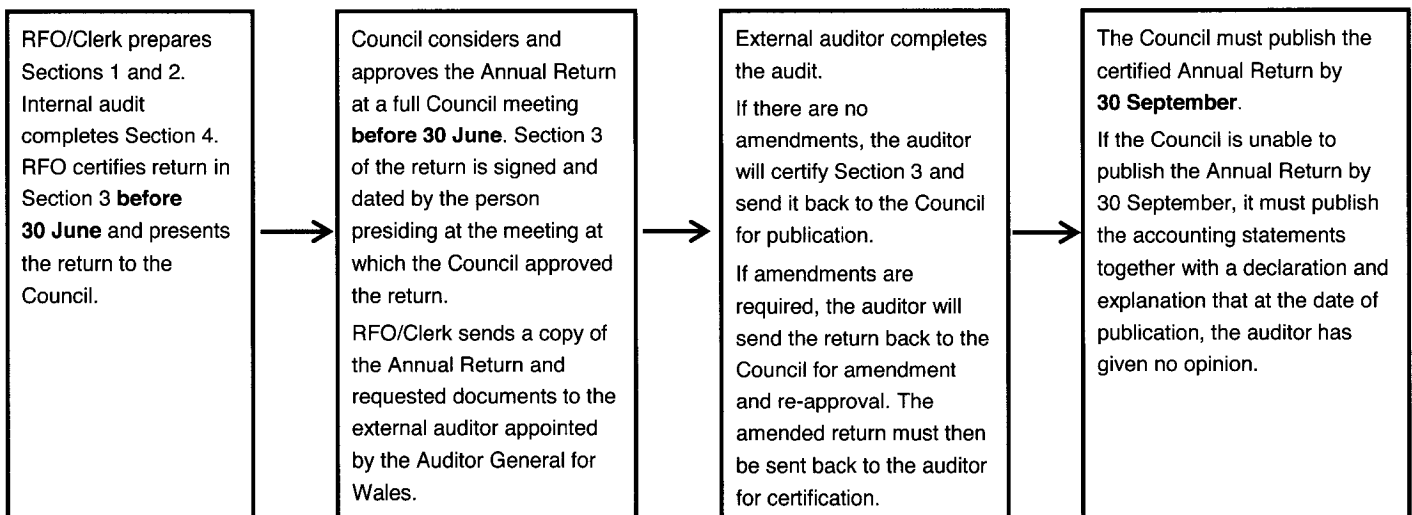 RFO/Clerk prepares
Sections 1 and 2.
Internal audit
completes Section 4.
RFO certifies return in
Section 3 before
30 June and presents
the return to the
Council.
Council considers and
approves the Annual Return
at a full Council meeting
before 30 June. Section 3
of the return is signed and
dated by the person
presiding at the meeting at
which the Council approved
the return.
RFO/Clerk sends a copy of
the Annual Return and
requested documents to the
external auditor appointed
by the Auditor General for
Wales.
External auditor completes
the audit.
If there are no
amendments, the auditor
will certify Section 3 and
send it back to the Council
for publication.
If amendments are
required, the auditor will
send the return back to the
Council for amendment
and re-approval. The
amended return must then
be sent back to the auditor
for certification.
The Council must publish the
certified Annual Return by
30 September.
If the Council is unable to
publish the Annual Return by
30 September, it must publish
the accounting statements
together with a declaration and
explanation that at the date of
publication, the auditor has
given no opinion.